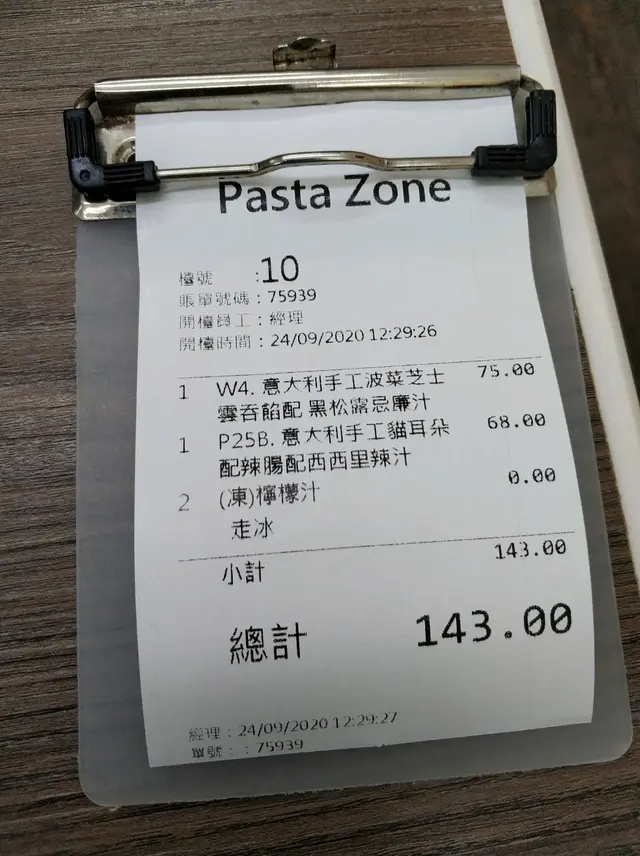 Pasta Zone
檯號 :10
賬單號碼：75939
開檯員工：經理
開檯時間：24/09/2020 12:29:26
1 W4. 意大利手工波菜芝士 75.00
雲吞餡配 黑松露忌廉汁
1 P25B. 意大利手工貓耳朵 68.00
配辣腸配西西里辣汁
2 (凍)檸檬汁 0.00
走冰
小計 143.00
總計 143.00
經理：24/09/2020 12:29:27
單號：：75939